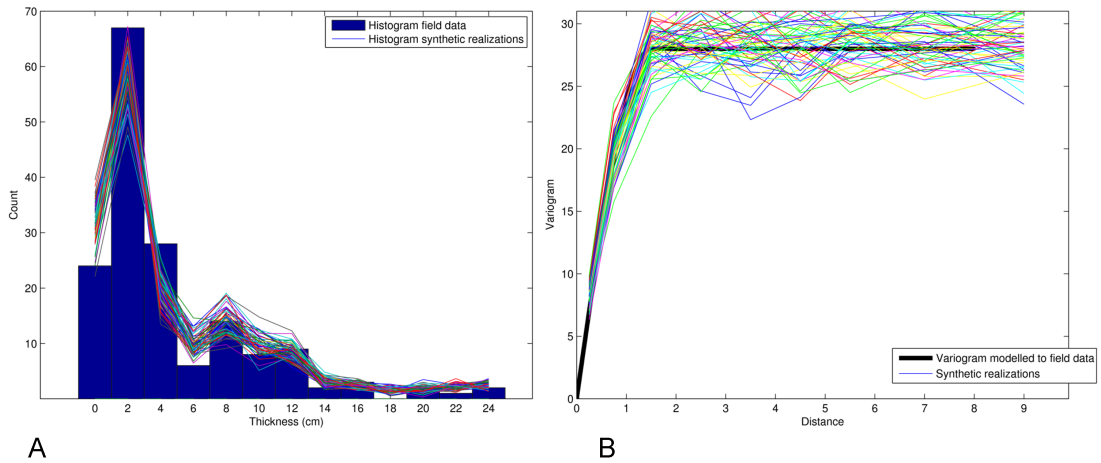 70
60
50
40
30
20
10
Count
Histogram field data
Histogram synthetic realizations
0 2 4 6 8 10 12 14 16 18 20 22 24
Thickness (cm)
A
30
25
20
15
10
5
0
Variogram
Variogram modelled to field data
Synthetic realizations
0 1 2 3 4 5 6 7 8 9
Distance
B